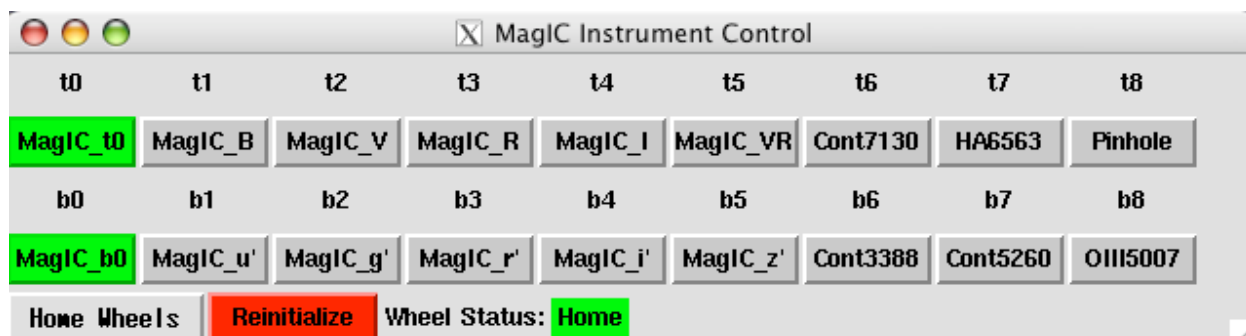 MagIC Instrument Control
t0 t1 t2 t3 t4 t5 t6 t7 t8
MagIC_t0 MagIC_B MagIC_V MagIC_R MagIC_I MagIC_VR Cont7130 HA6563 Pinhole
b0 b1 b2 b3 b4 b5 b6 b7 b8
MagIC_b0 MagIC_u' MagIC_g' MagIC_r' MagIC_i' MagIC_z' Cont3388 Cont5260 OIII5007
Home Wheels Reinitialize Wheel Status: Home